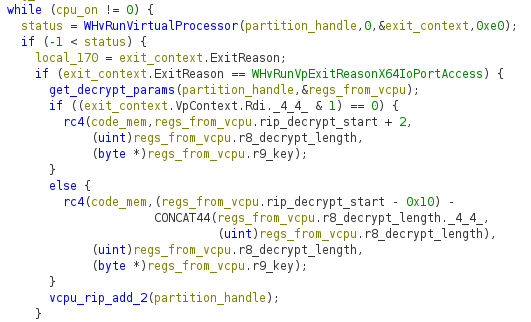 while (cpu_on != 0) {
status = WHvRunVirtualProcessor(partition_handle,0,&exit_context,0xe0);
if (-1 < status) {
local_170 = exit_context.ExitReason;
if (exit_context.ExitReason == WHvRunVpExitReasonX64IoPortAccess) {
get_decrypt_params(partition_handle,&regs_from_vcpu);
if ((exit_context.VpContext.Rdi._4_4_ & 1) == 0) {
rc4(code_mem,regs_from_vcpu.rip_decrypt_start + 2,
(uint)regs_from_vcpu.r8_decrypt_length,
(byte *)regs_from_vcpu.r9_key);
}
else {
rc4(code_mem,(regs_from_vcpu.rip_decrypt_start - 0x10) -
CONCAT44(regs_from_vcpu.r8_decrypt_length._4_4_,
(uint)regs_from_vcpu.r8_decrypt_length),
(uint)regs_from_vcpu.r8_decrypt_length,
(byte *)regs_from_vcpu.r9_key);
}
vcpu_rip_add_2(partition_handle);
}